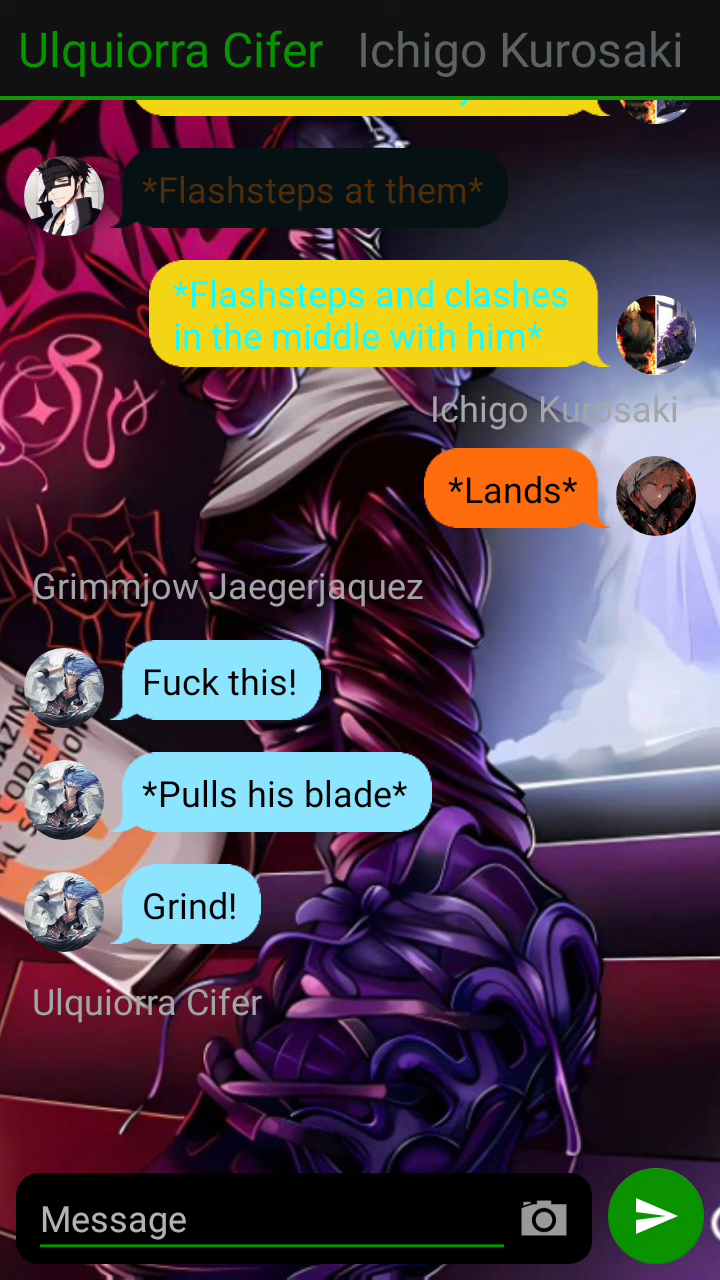 Ulquiorra Cifer Ichigo Kurosaki
*Flashsteps at them*
*Flashsteps and clashes
in the middle with him*
Ichigo Kurosaki
*Lands*
Grimmjow Jaegerjaquez
Fuck this!
*Pulls his blade*
Grind!
Ulquiorra Cifer
Message